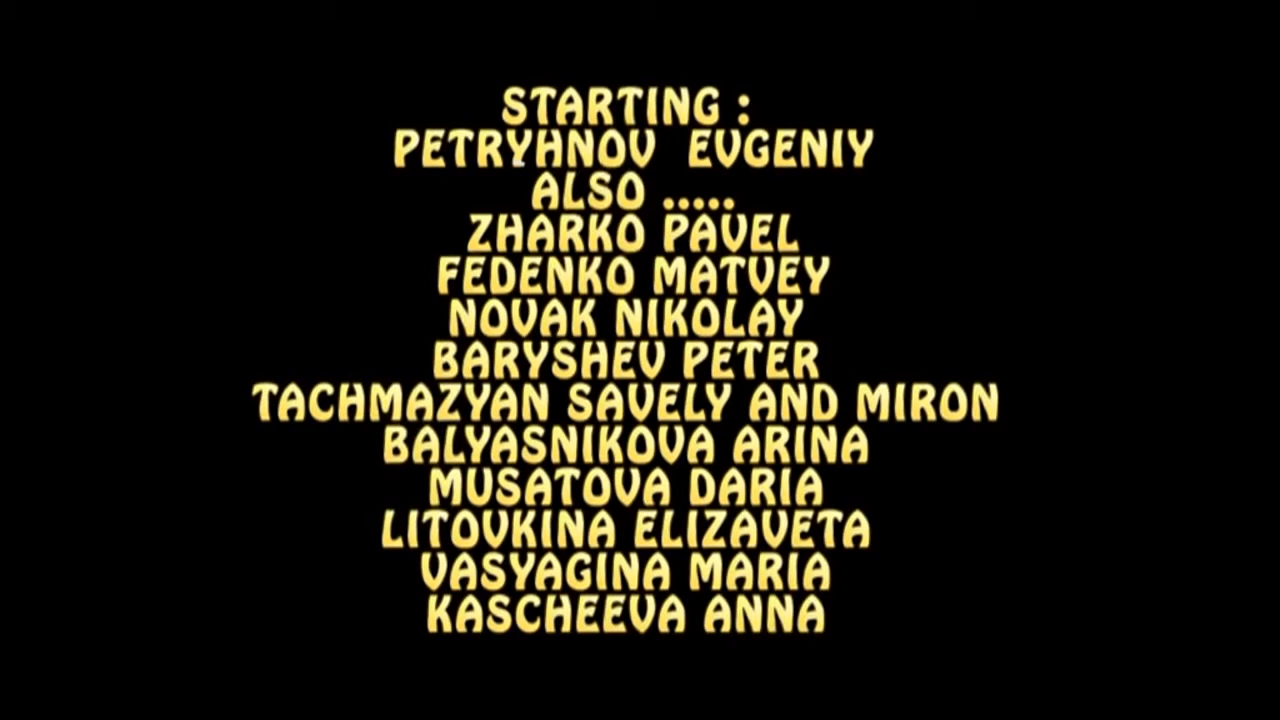 STARTING :
PETRYHNOV EVGENIY
ALSO .....
ZHARKO PAVEL
FEDENKO MATVEY
NOVAK NIKOLAY
BARYSHEV PETER
TACHMAZYAN SAVELY AND MIRON
BALYASNIKOVA ARINA
MUSATOVA DARIA
LITOVKINA ELIZAVETA
VASYAGINA MARIA
KASCHEEVA ANNA